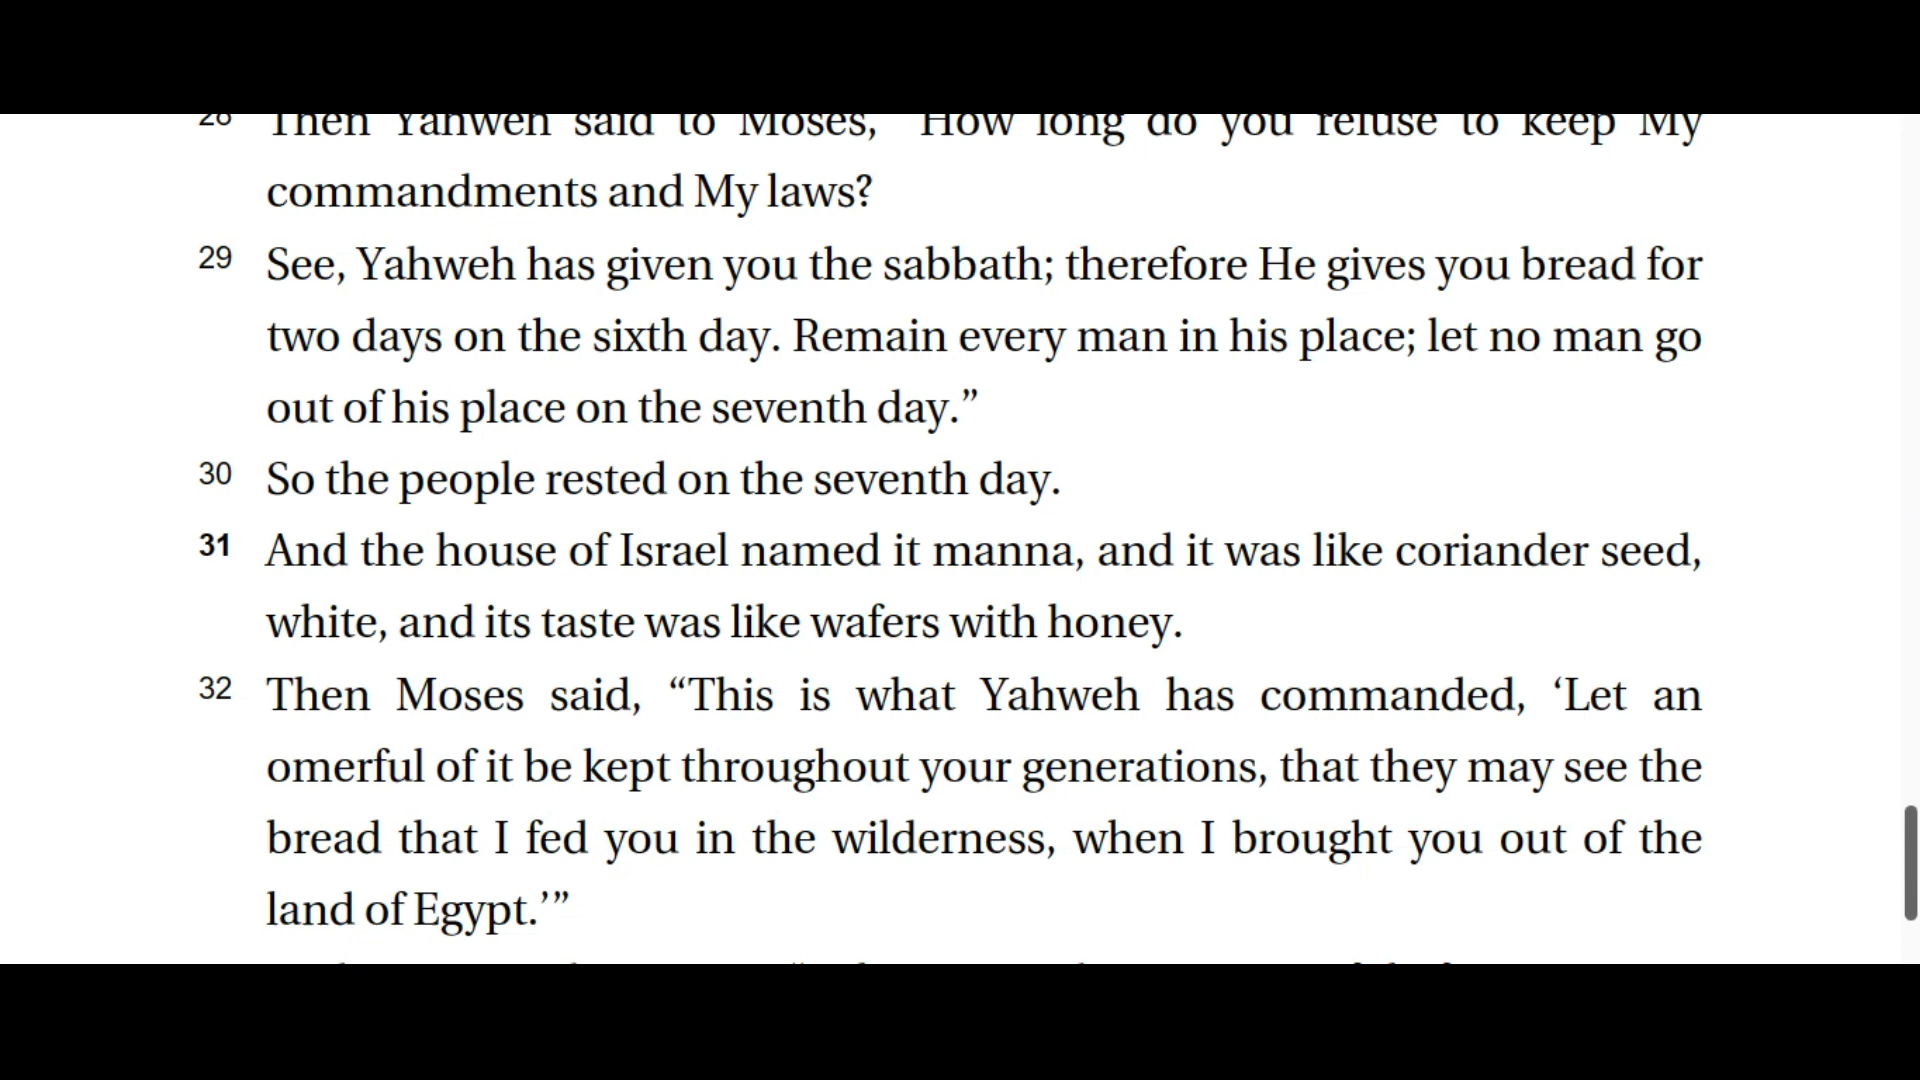 28 Then Yahweh said to Moses, “How long do you refuse to keep My
commandments and My laws?
29 See, Yahweh has given you the sabbath; therefore He gives you bread for
two days on the sixth day. Remain every man in his place; let no man go
out of his place on the seventh day.”
30 So the people rested on the seventh day.
31 And the house of Israel named it manna, and it was like coriander seed,
white, and its taste was like wafers with honey.
32 Then Moses said, “This is what Yahweh has commanded, ‘Let an
omerful of it be kept throughout your generations, that they may see the
bread that I fed you in the wilderness, when I brought you out of the
land of Egypt.’”